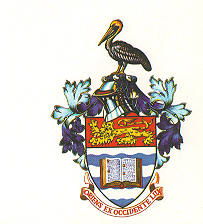 ORIENS EX OCCIDENTE LUX